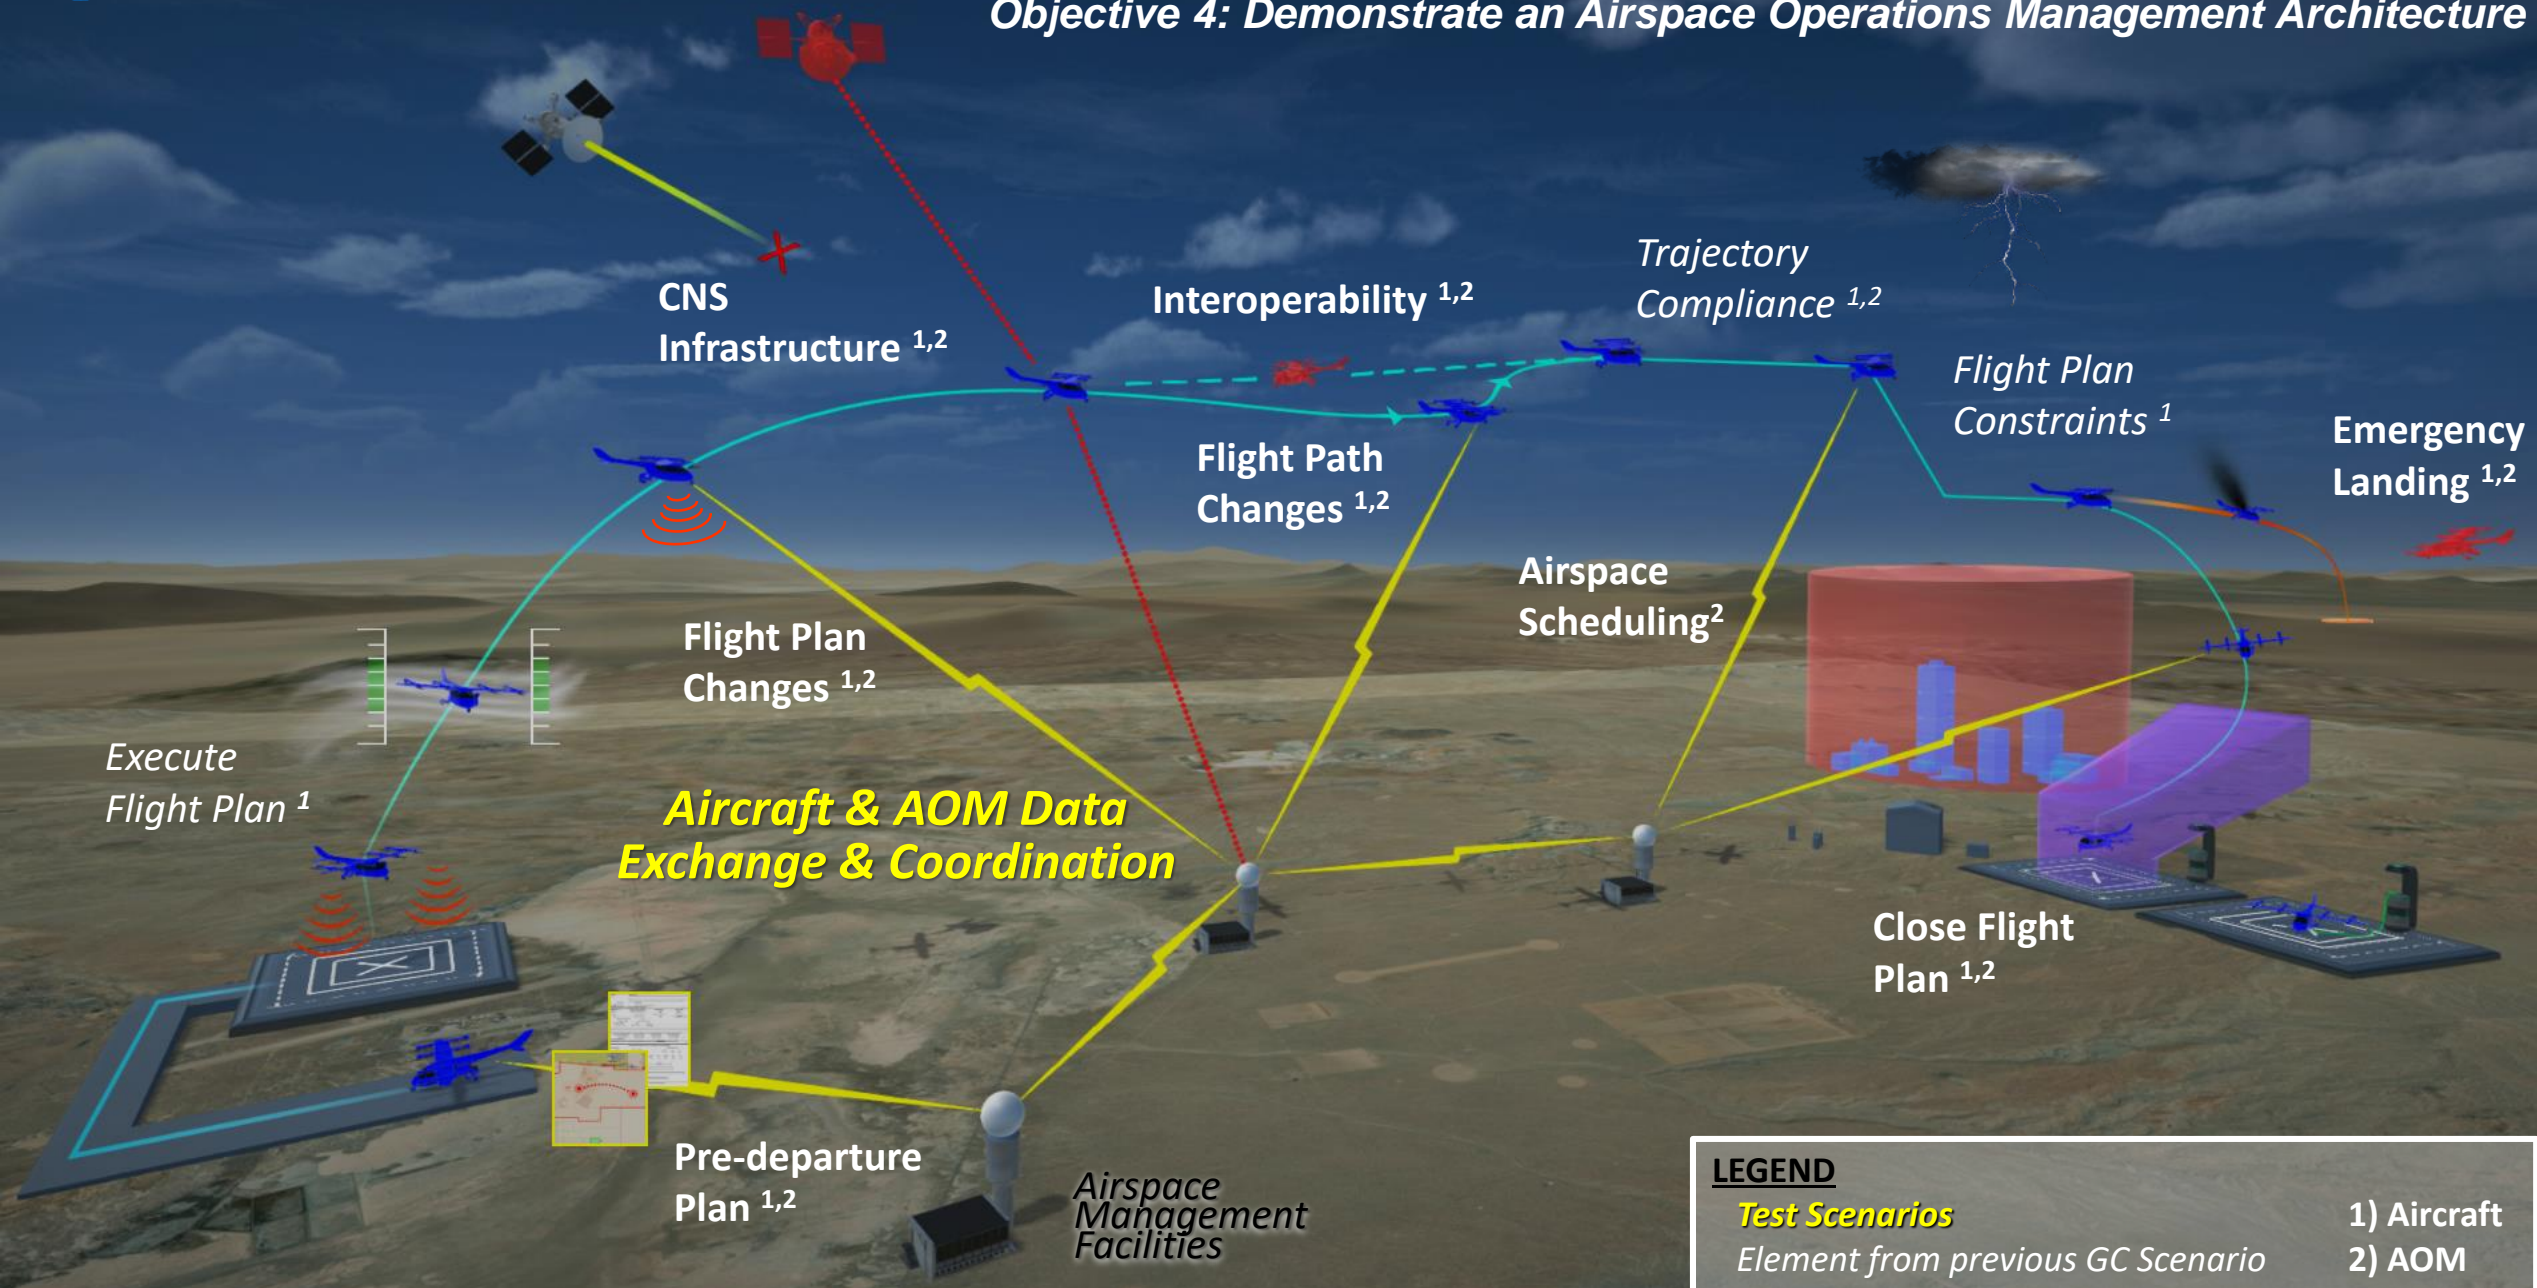 Objective 4: Demonstrate an Airspace Operations Management Architecture
CNS
Infrastructure 1,2
Interoperability 1,2
Trajectory
Compliance 1,2
Flight Plan
Constraints 1
Emergency
Landing 1,2
Flight Path
Changes 1,2
Airspace
Scheduling2
Flight Plan
Changes 1,2
Execute
Flight Plan 1
Aircraft & AOM Data
Exchange & Coordination
Close Flight
Plan 1,2
Pre-departure
Plan 1,2
Airspace
Management
Facilities
LEGEND
Test Scenarios
1) Aircraft
Element from previous GC Scenario
2) AOM